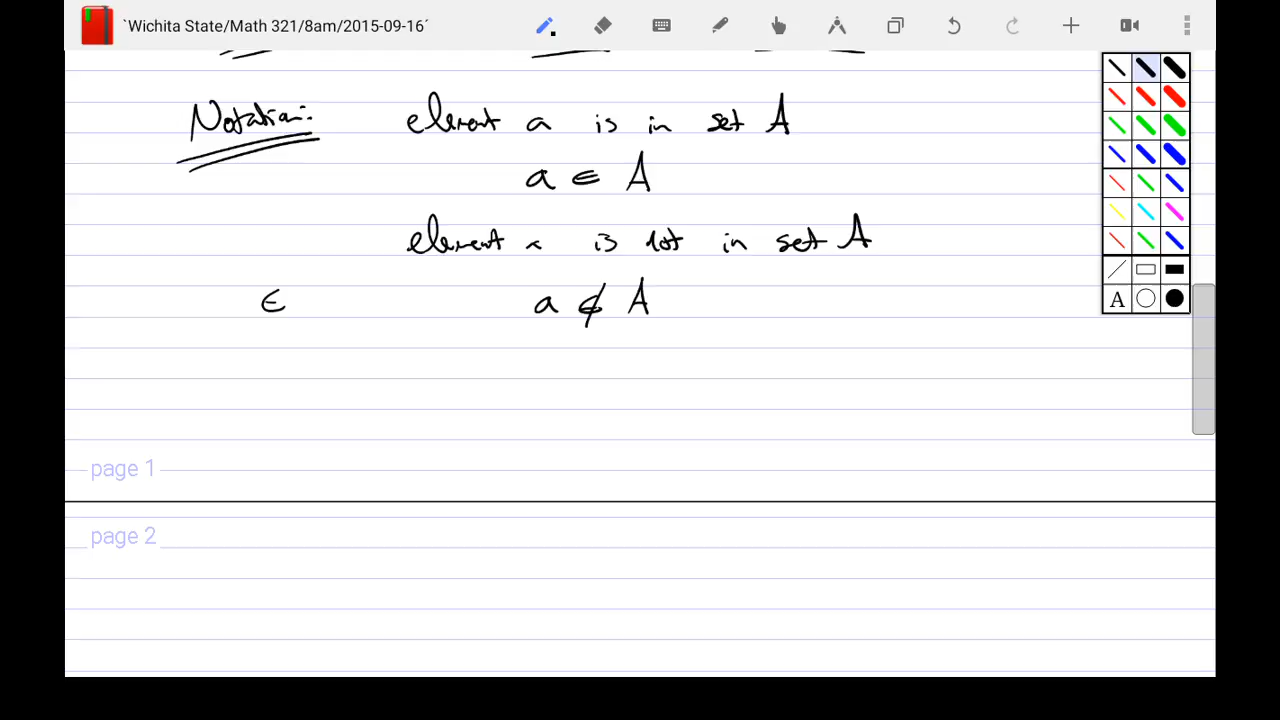 `Wichita State/Math 321/8am/2015-09-16´
Notation: element a is in set A
a ∈ A
element a is not in set A
∈ a ∉ A
A
page 1
page 2